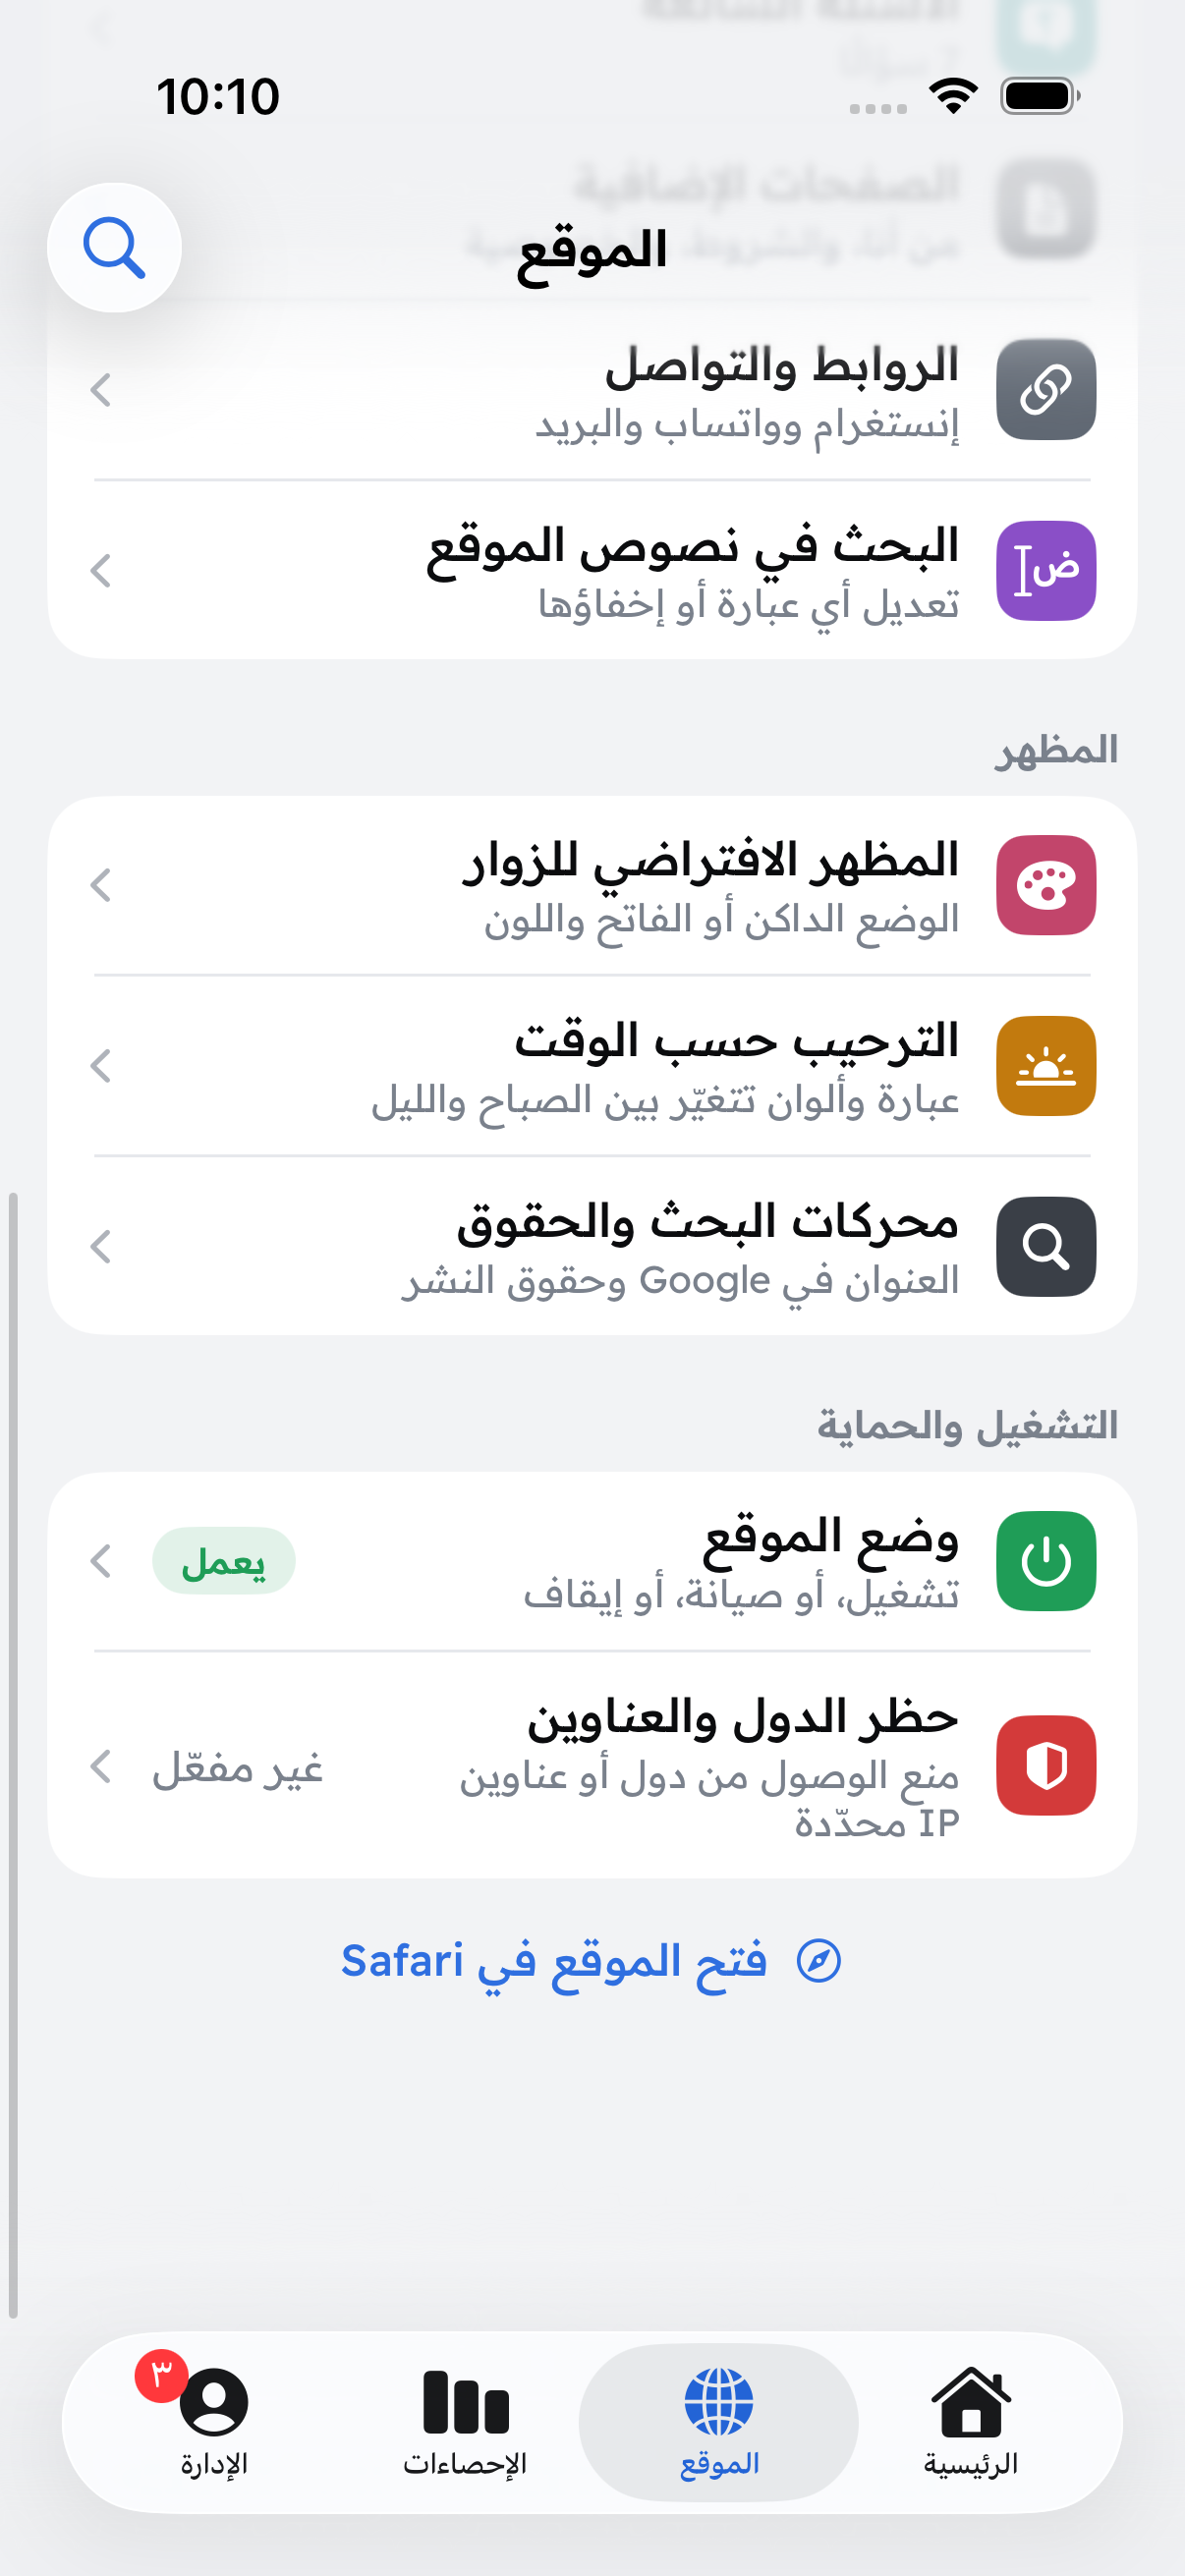 10:10
الصفحات الإضافية
الموقع
الروابط والتواصل
إنستغرام وواتساب والبريد
ض
البحث في نصوص الموقع
تعديل أي عبارة أو إخفاؤها
المظهر
المظهر الافتراضي للزوار
الوضع الداكن أو الفاتح واللون
الترحيب حسب الوقت
عبارة وألوان تتغيّر بين الصباح والليل
محركات البحث والحقوق
العنوان في Google وحقوق النشر
التشغيل والحماية
وضع الموقع
تشغيل، أو صيانة، أو إيقاف
يعمل
حظر الدول والعناوين
منع الوصول من دول أو عناوين
IP محدّدة
غير مفعّل
فتح الموقع في Safari
الرئيسية
الموقع
الإحصاءات
الإدارة
٣